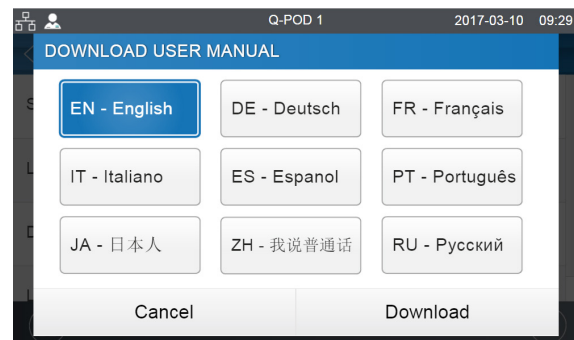 Q-POD 1 2017-03-10 09:29
DOWNLOAD USER MANUAL
EN - English DE - Deutsch FR - Français
IT - Italiano ES - Espanol PT - Português
JA - 日本人 ZH - 我说普通话 RU - Русский
Cancel Download